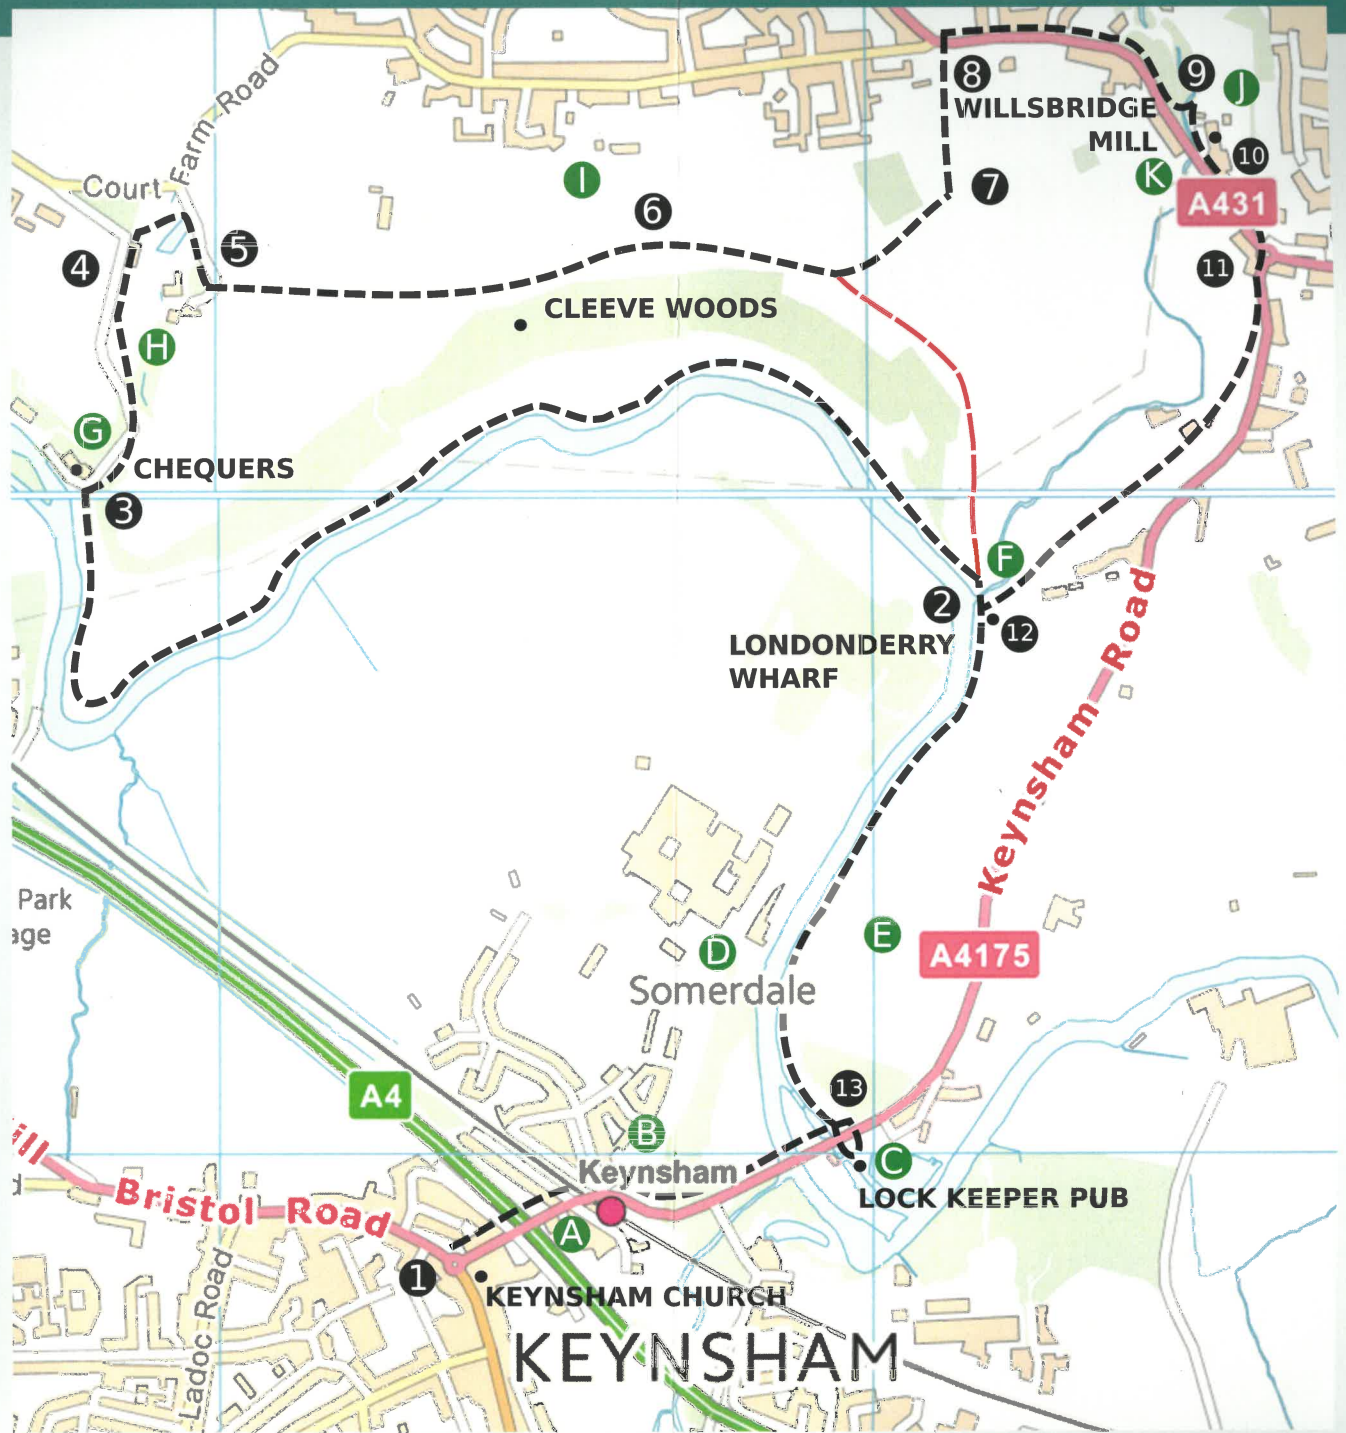 8
9
J
WILLSBRIDGE
MILL
10
Court Farm Road
I
K
7
6
A431
4
5
11
CLEEVE WOODS
H
G
CHEQUERS
3
F
2
12
LONDONDERRY
WHARF
Keynsham Road
Park
age
D
E
A4175
Somerdale
A4
13
B
ill
Keynsham
C
d
Bristol Road
LOCK KEEPER PUB
A
1
KEYNSHAM CHURCH
Ladoc Road
KEYNSHAM